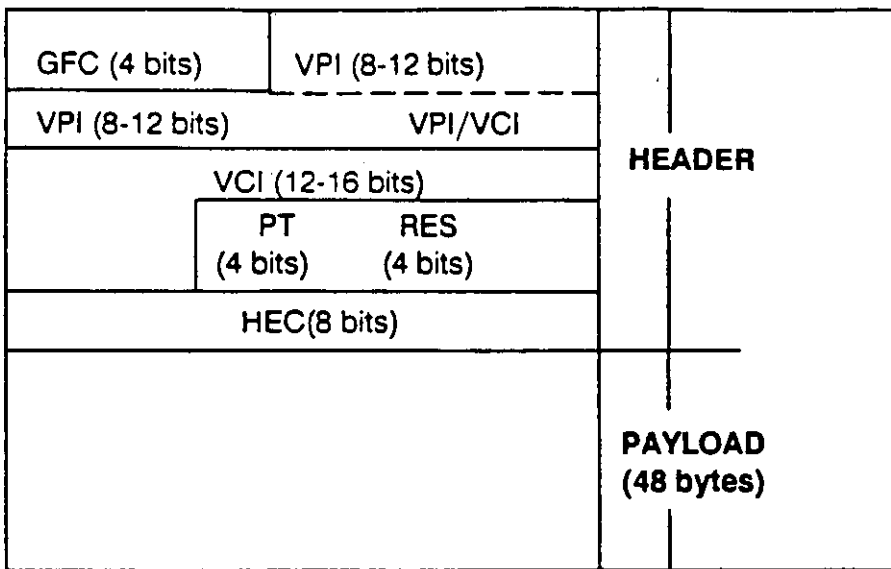 GFC (4 bits)
VPI (8-12 bits)
VPI (8-12 bits)
VPI/VCI
HEADER
VCI (12-16 bits)
PT
(4 bits)
RES
(4 bits)
HEC(8 bits)
PAYLOAD
(48 bytes)